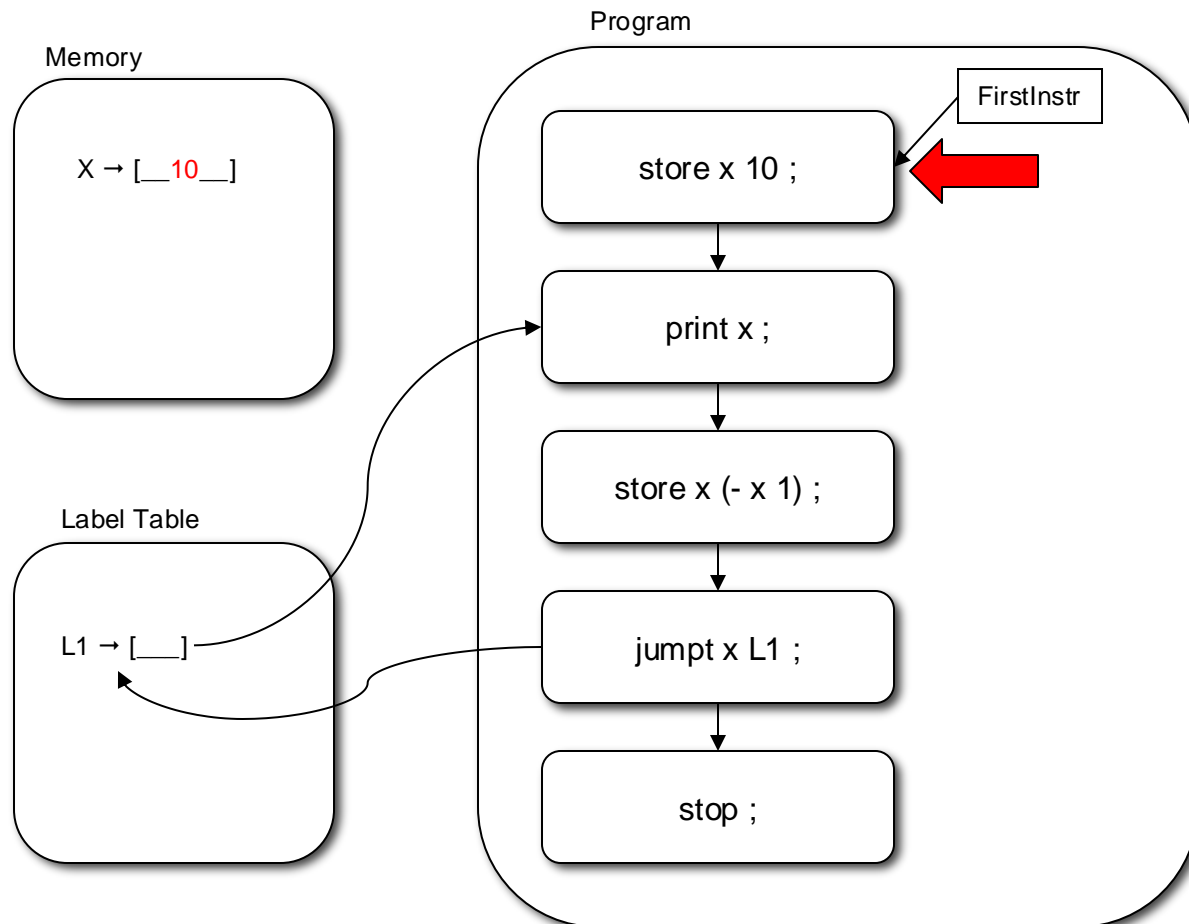 Program
Memory
FirstInstr
X → [__10__]
store x 10 ;
print x ;
store x (- x 1) ;
Label Table
L1 → [___]
jumpt x L1 ;
stop ;